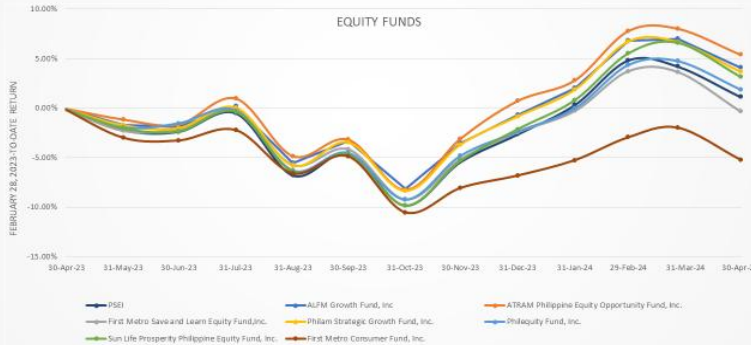 EQUITY FUNDS
FEBRUARY 28, 2023-TO-DATE RETURN
10.00%
5.00%
0.00%
-5.00%
-10.00%
-15.00%
30-Apr-23 31-May-23 30-Jun-23 31-Jul-23 31-Aug-23 30-Sep-23 31-Oct-23 30-Nov-23 31-Dec-23 31-Jan-24 29-Feb-24 31-Mar-24 30-Apr-2
PSEI ALFM Growth Fund, Inc ATRAM Philippine Equity Opportunity Fund, Inc.
First Metro Save and Learn Equity Fund,Inc. Philam Strategic Growth Fund, Inc. Philequity Fund, Inc.
Sun Life Prosperity Philippine Equity Fund, Inc. First Metro Consumer Fund, Inc.